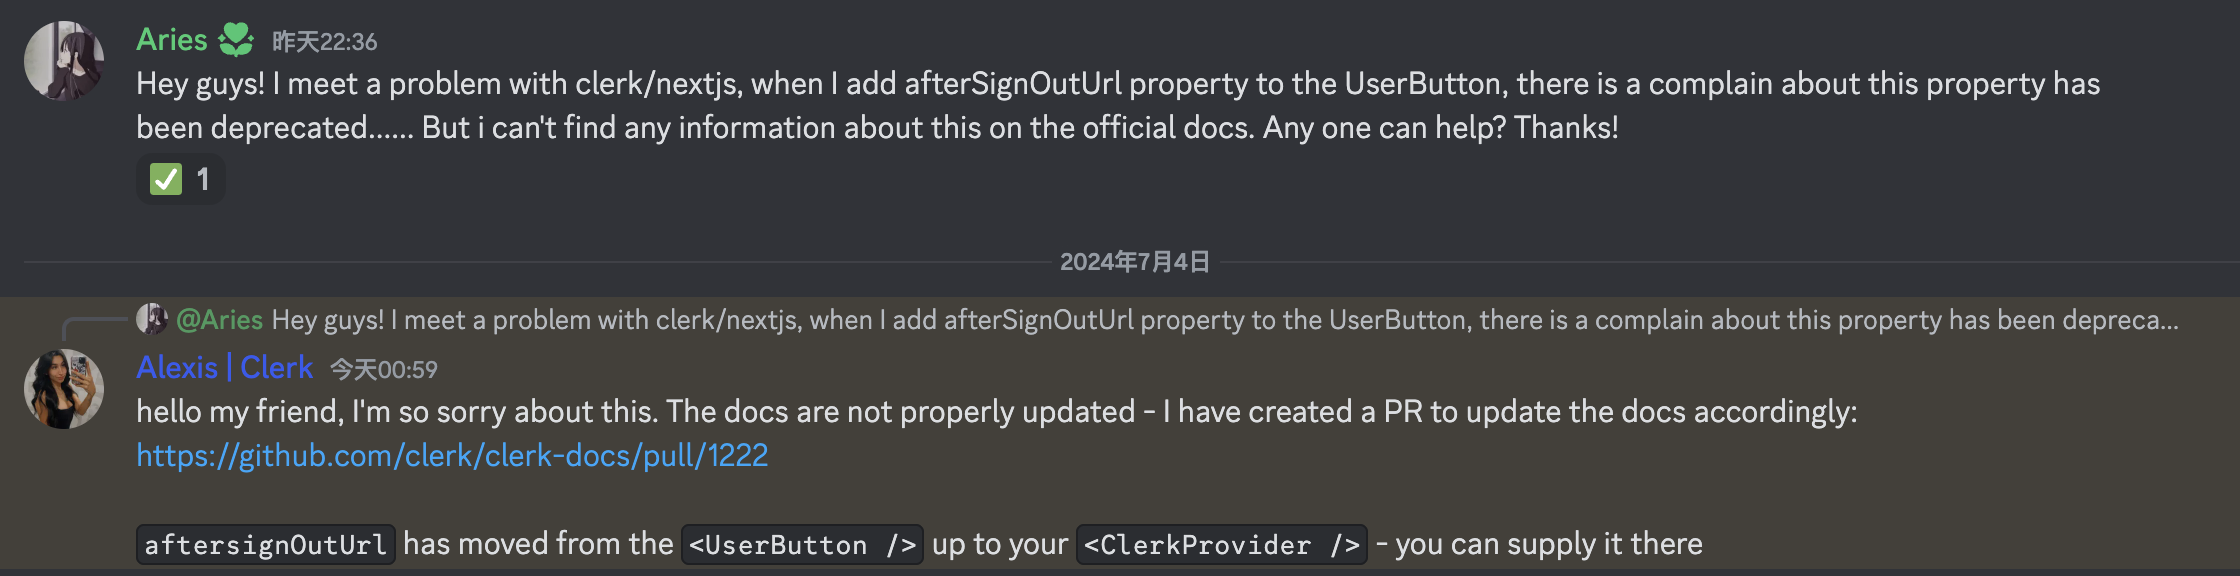 Aries 昨天22:36
Hey guys! I meet a problem with clerk/nextjs, when I add afterSignOutUrl property to the UserButton, there is a complain about this property has
been deprecated...... But i can't find any information about this on the official docs. Any one can help? Thanks!
✅ 1
2024年7月4日
@Aries Hey guys! I meet a problem with clerk/nextjs, when I add afterSignOutUrl property to the UserButton, there is a complain about this property has been depreca...
Alexis | Clerk 今天00:59
hello my friend, I'm so sorry about this. The docs are not properly updated - I have created a PR to update the docs accordingly:
https://github.com/clerk/clerk-docs/pull/1222
aftersignOutUrl has moved from the <UserButton /> up to your <ClerkProvider /> - you can supply it there